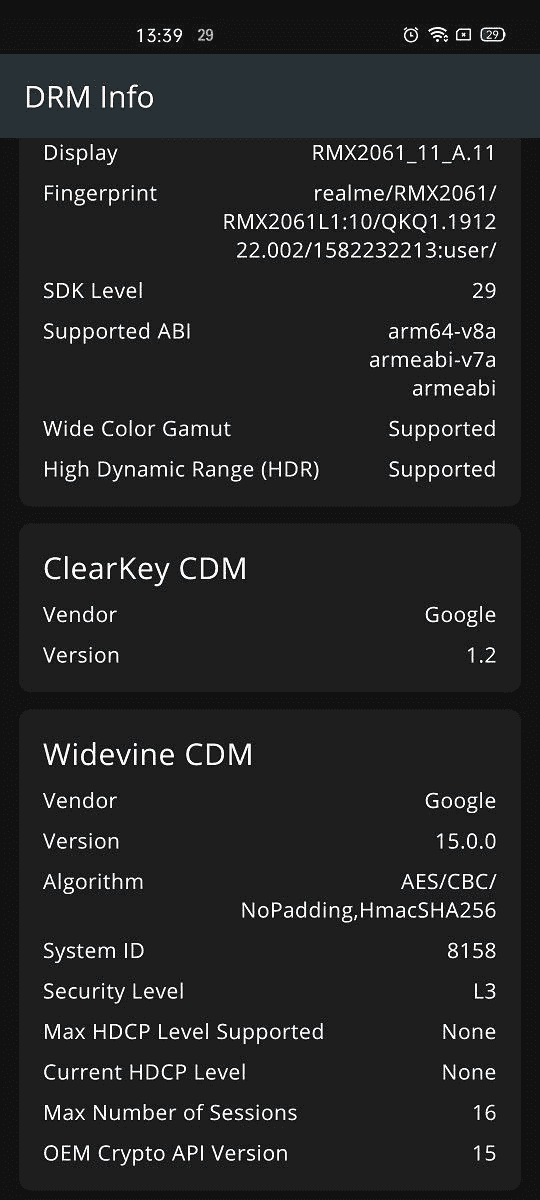 13:39 29 29
DRM Info
Display RMX2061_11_A.11
Fingerprint realme/RMX2061/
RMX2061L1:10/QKQ1.1912
22.002/1582232213:user/
SDK Level 29
Supported ABI arm64-v8a
armeabi-v7a
armeabi
Wide Color Gamut Supported
High Dynamic Range (HDR) Supported
ClearKey CDM
Vendor Google
Version 1.2
Widevine CDM
Vendor Google
Version 15.0.0
Algorithm AES/CBC/
NoPadding,HmacSHA256
System ID 8158
Security Level L3
Max HDCP Level Supported None
Current HDCP Level None
Max Number of Sessions 16
OEM Crypto API Version 15